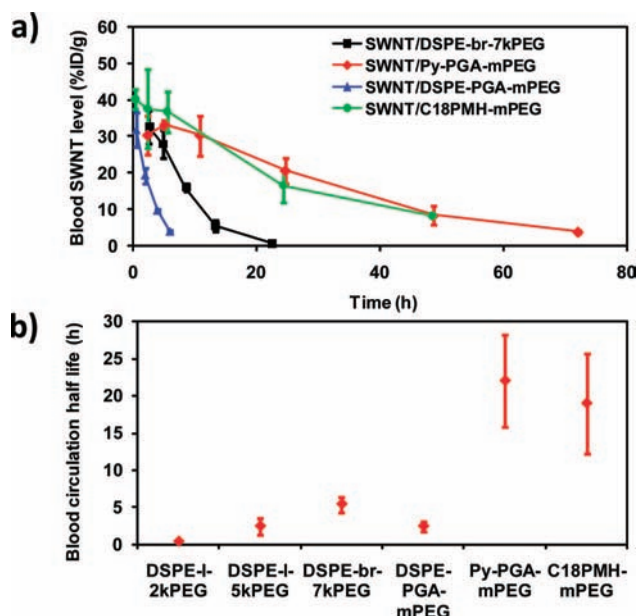 a)
60
50
40
30
20
10
0
Blood SWNT level (%ID/g)
SWNT/DSPE-br-7kPEG
SWNT/Py-PGA-mPEG
SWNT/DSPE-PGA-mPEG
SWNT/C18PMH-mPEG
0 20 40 60 80
Time (h)
b)
30
25
20
15
10
5
0
Blood circulation half life (h)
DSPE-l-
2kPEG
DSPE-l-
5kPEG
DSPE-br-
7kPEG
DSPE-
PGA-
mPEG
Py-PGA-
mPEG
C18PMH-
mPEG